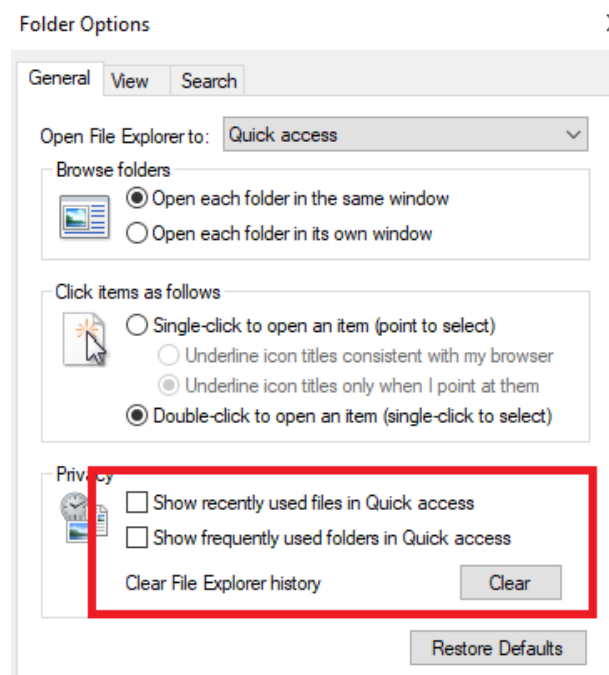 Folder Options
General View Search
Open File Explorer to: Quick access
Browse folders
Open each folder in the same window
Open each folder in its own window
Click items as follows
Single-click to open an item (point to select)
Underline icon titles consistent with my browser
Underline icon titles only when I point at them
Double-click to open an item (single-click to select)
Privacy
Show recently used files in Quick access
Show frequently used folders in Quick access
Clear File Explorer history Clear
Restore Defaults